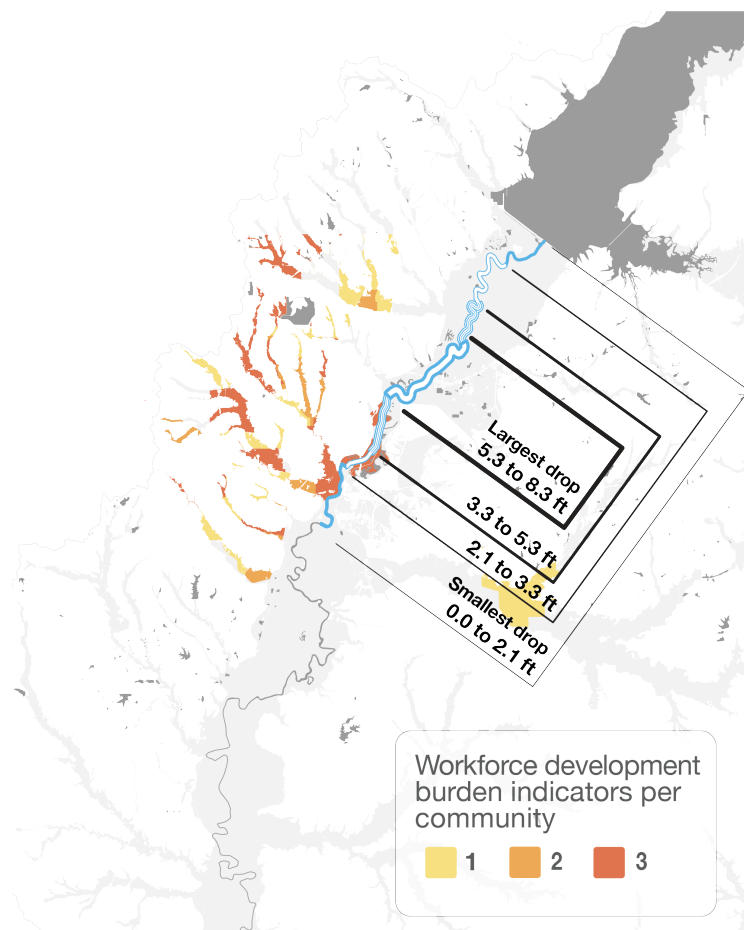 Largest drop
5.3 to 8.3 ft
3.3 to 5.3 ft
2.1 to 3.3 ft
Smallest drop
0.0 to 2.1 ft
Workforce development
burden indicators per
community
1 2 3